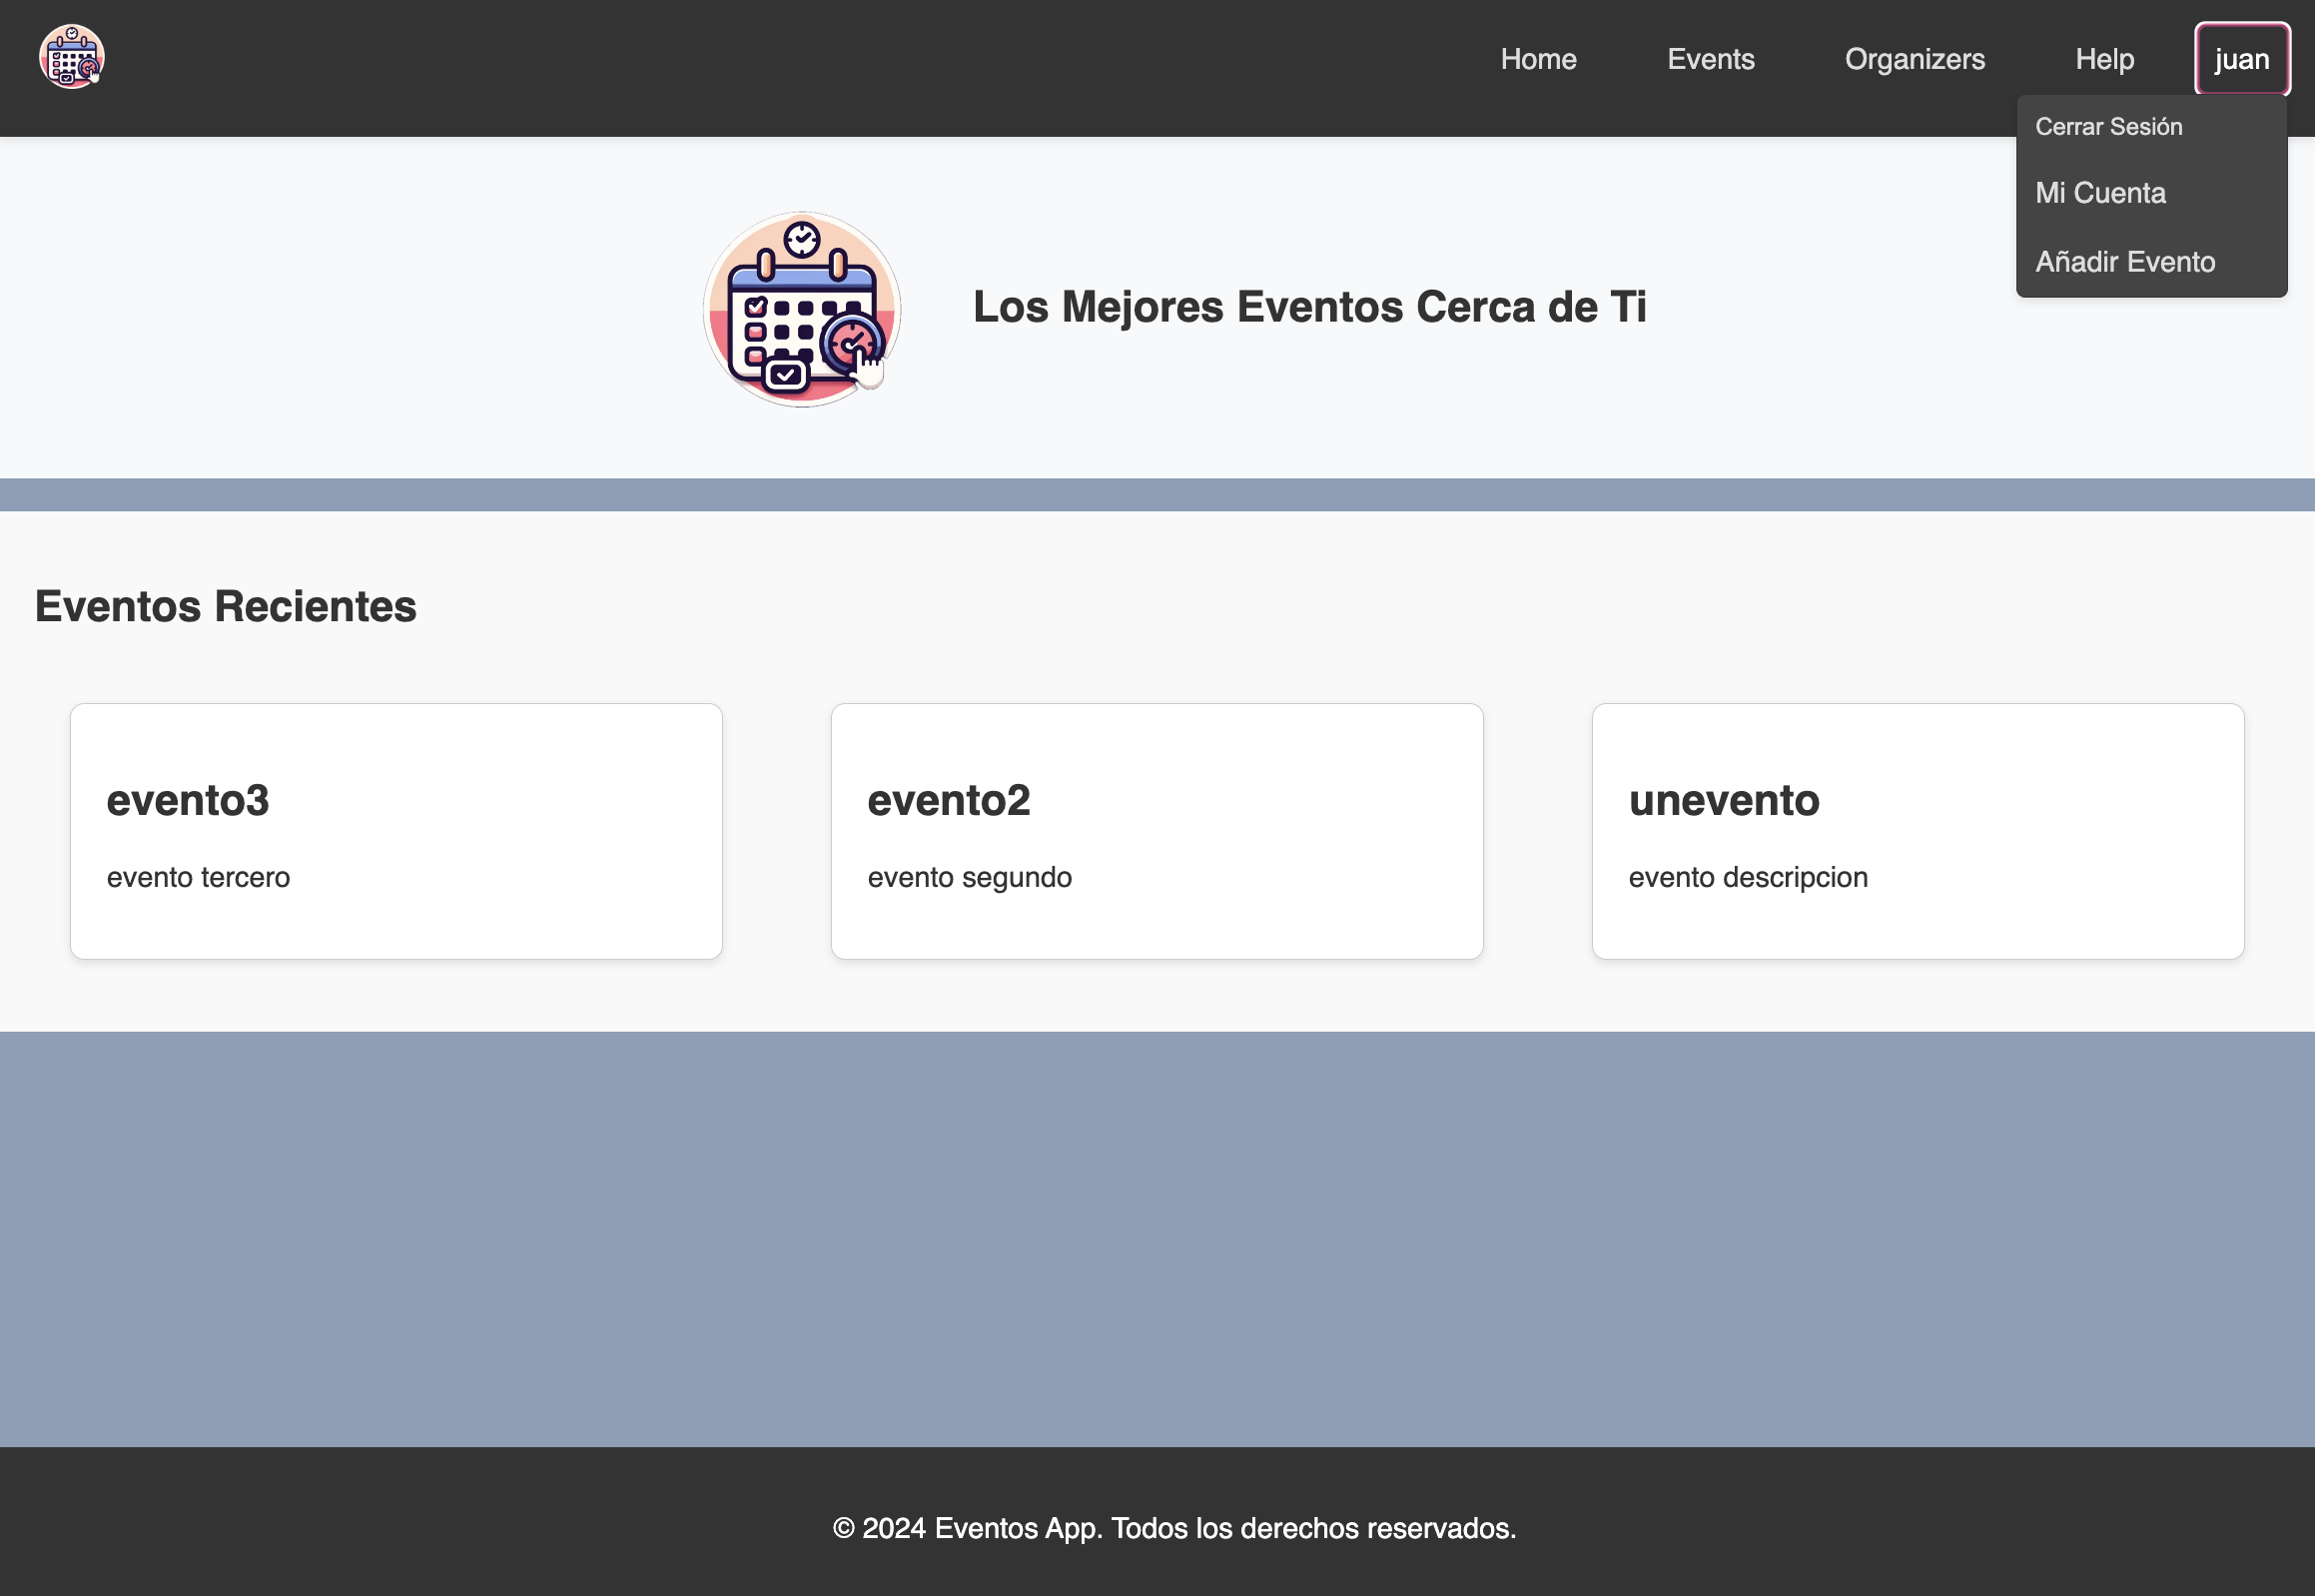 Home
Events
Organizers
Help
juan
Cerrar Sesión
Mi Cuenta
Añadir Evento
Los Mejores Eventos Cerca de Ti
Eventos Recientes
evento3
evento tercero
evento2
evento segundo
unevento
evento descripcion
© 2024 Eventos App. Todos los derechos reservados.